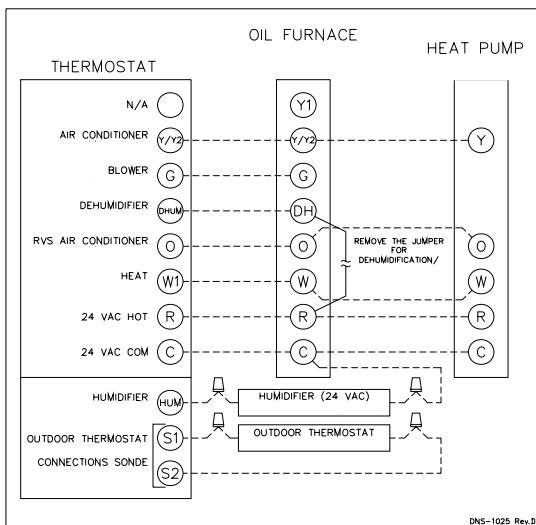 OIL FURNACE
HEAT PUMP
THERMOSTAT
N/A
Y1
AIR CONDITIONER
Y/Y2
Y/Y2
Y
BLOWER
G
G
DEHUMIDIFIER
DHUM
DH
RVS AIR CONDITIONER
O
O
REMOVE THE JUMPER
FOR
DEHUMIDIFICATION/
O
HEAT
W1
W
W
24 VAC HOT
R
R
R
24 VAC COM
C
C
C
HUMIDIFIER
HUM
HUMIDIFIER (24 VAC)
OUTDOOR THERMOSTAT
S1
OUTDOOR THERMOSTAT
CONNECTIONS SONDE
S2
DNS-1025 Rev.D